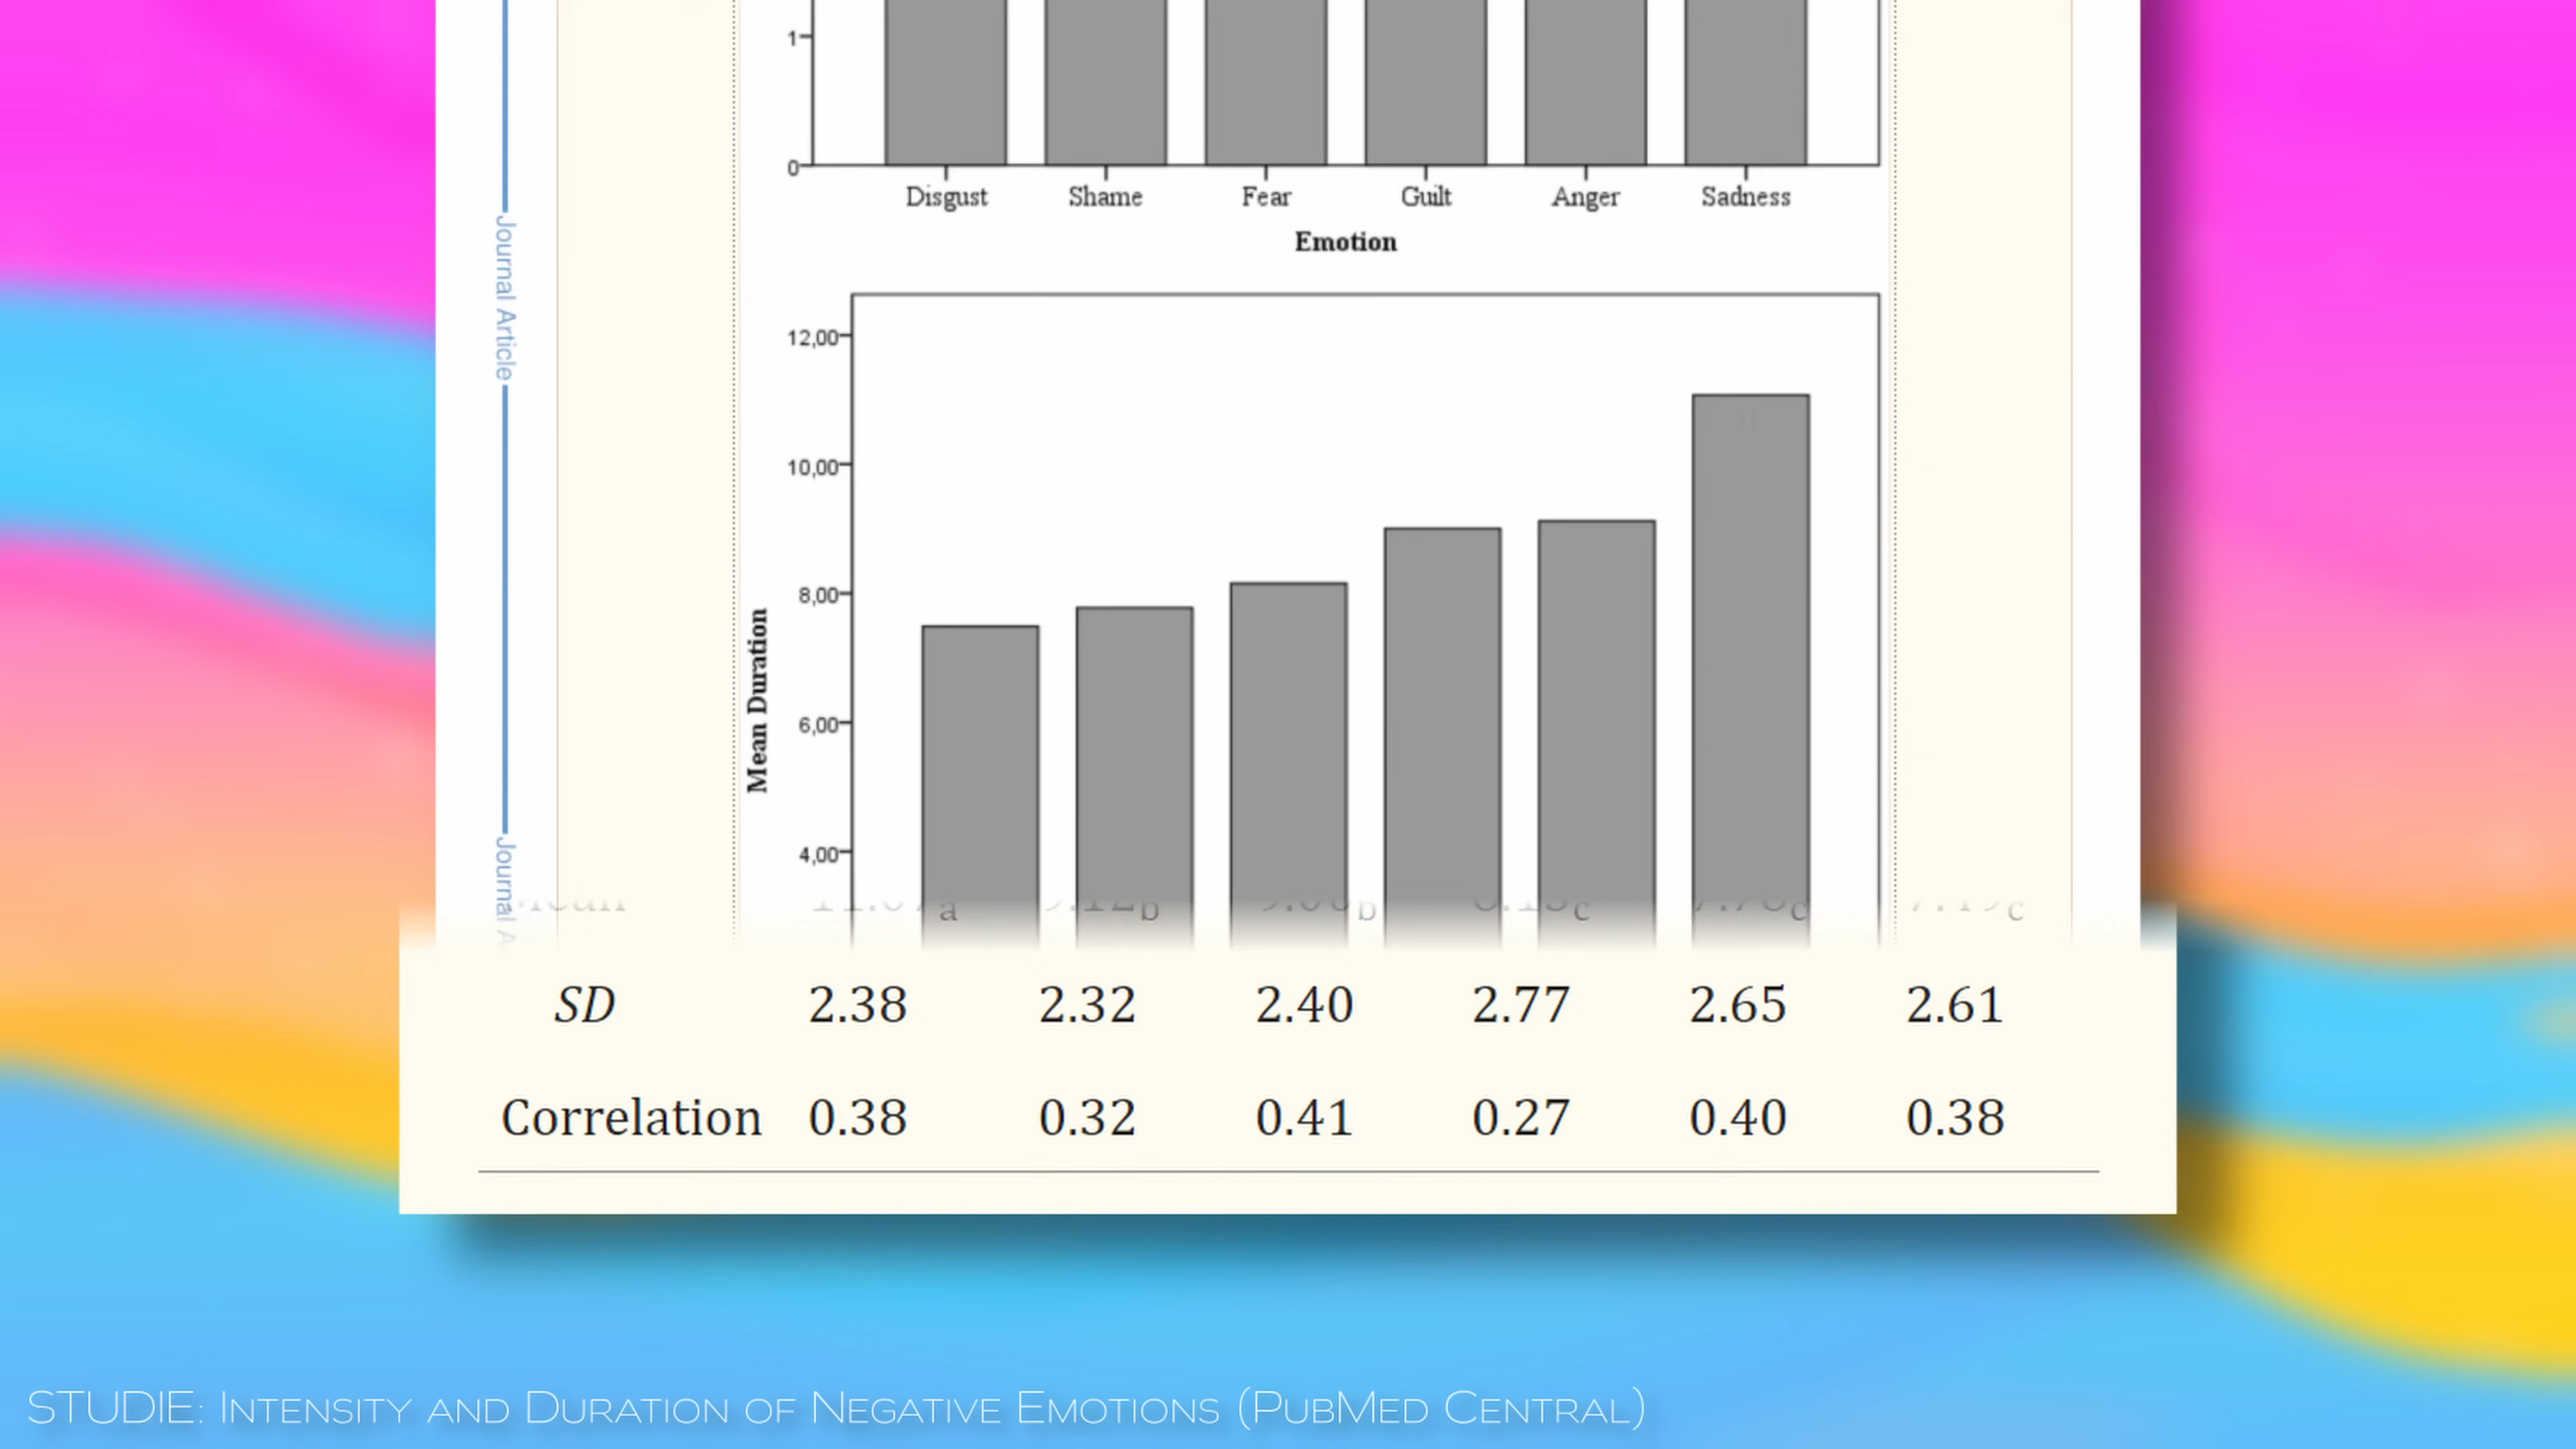 1
0
Disgust Shame Fear Guilt Anger Sadness
Emotion
Journal Article
12,00
10,00
8,00
6,00
4,00
Mean Duration
Journal A
a b b c c c
SD 2.38 2.32 2.40 2.77 2.65 2.61
Correlation 0.38 0.32 0.41 0.27 0.40 0.38
STUDIE: INTENSITY AND DURATION OF NEGATIVE EMOTIONS (PUBMED CENTRAL)